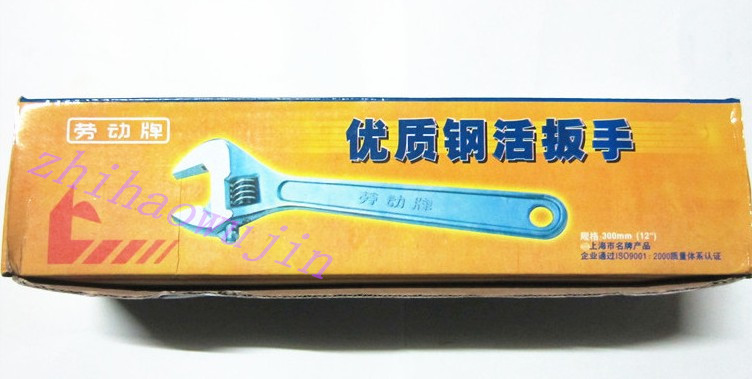 劳动牌
优质钢活扳手
劳动牌
zhihaowujin
规格:300mm (12")
上海市名牌产品
企业通过ISO9001:2000质量体系认证